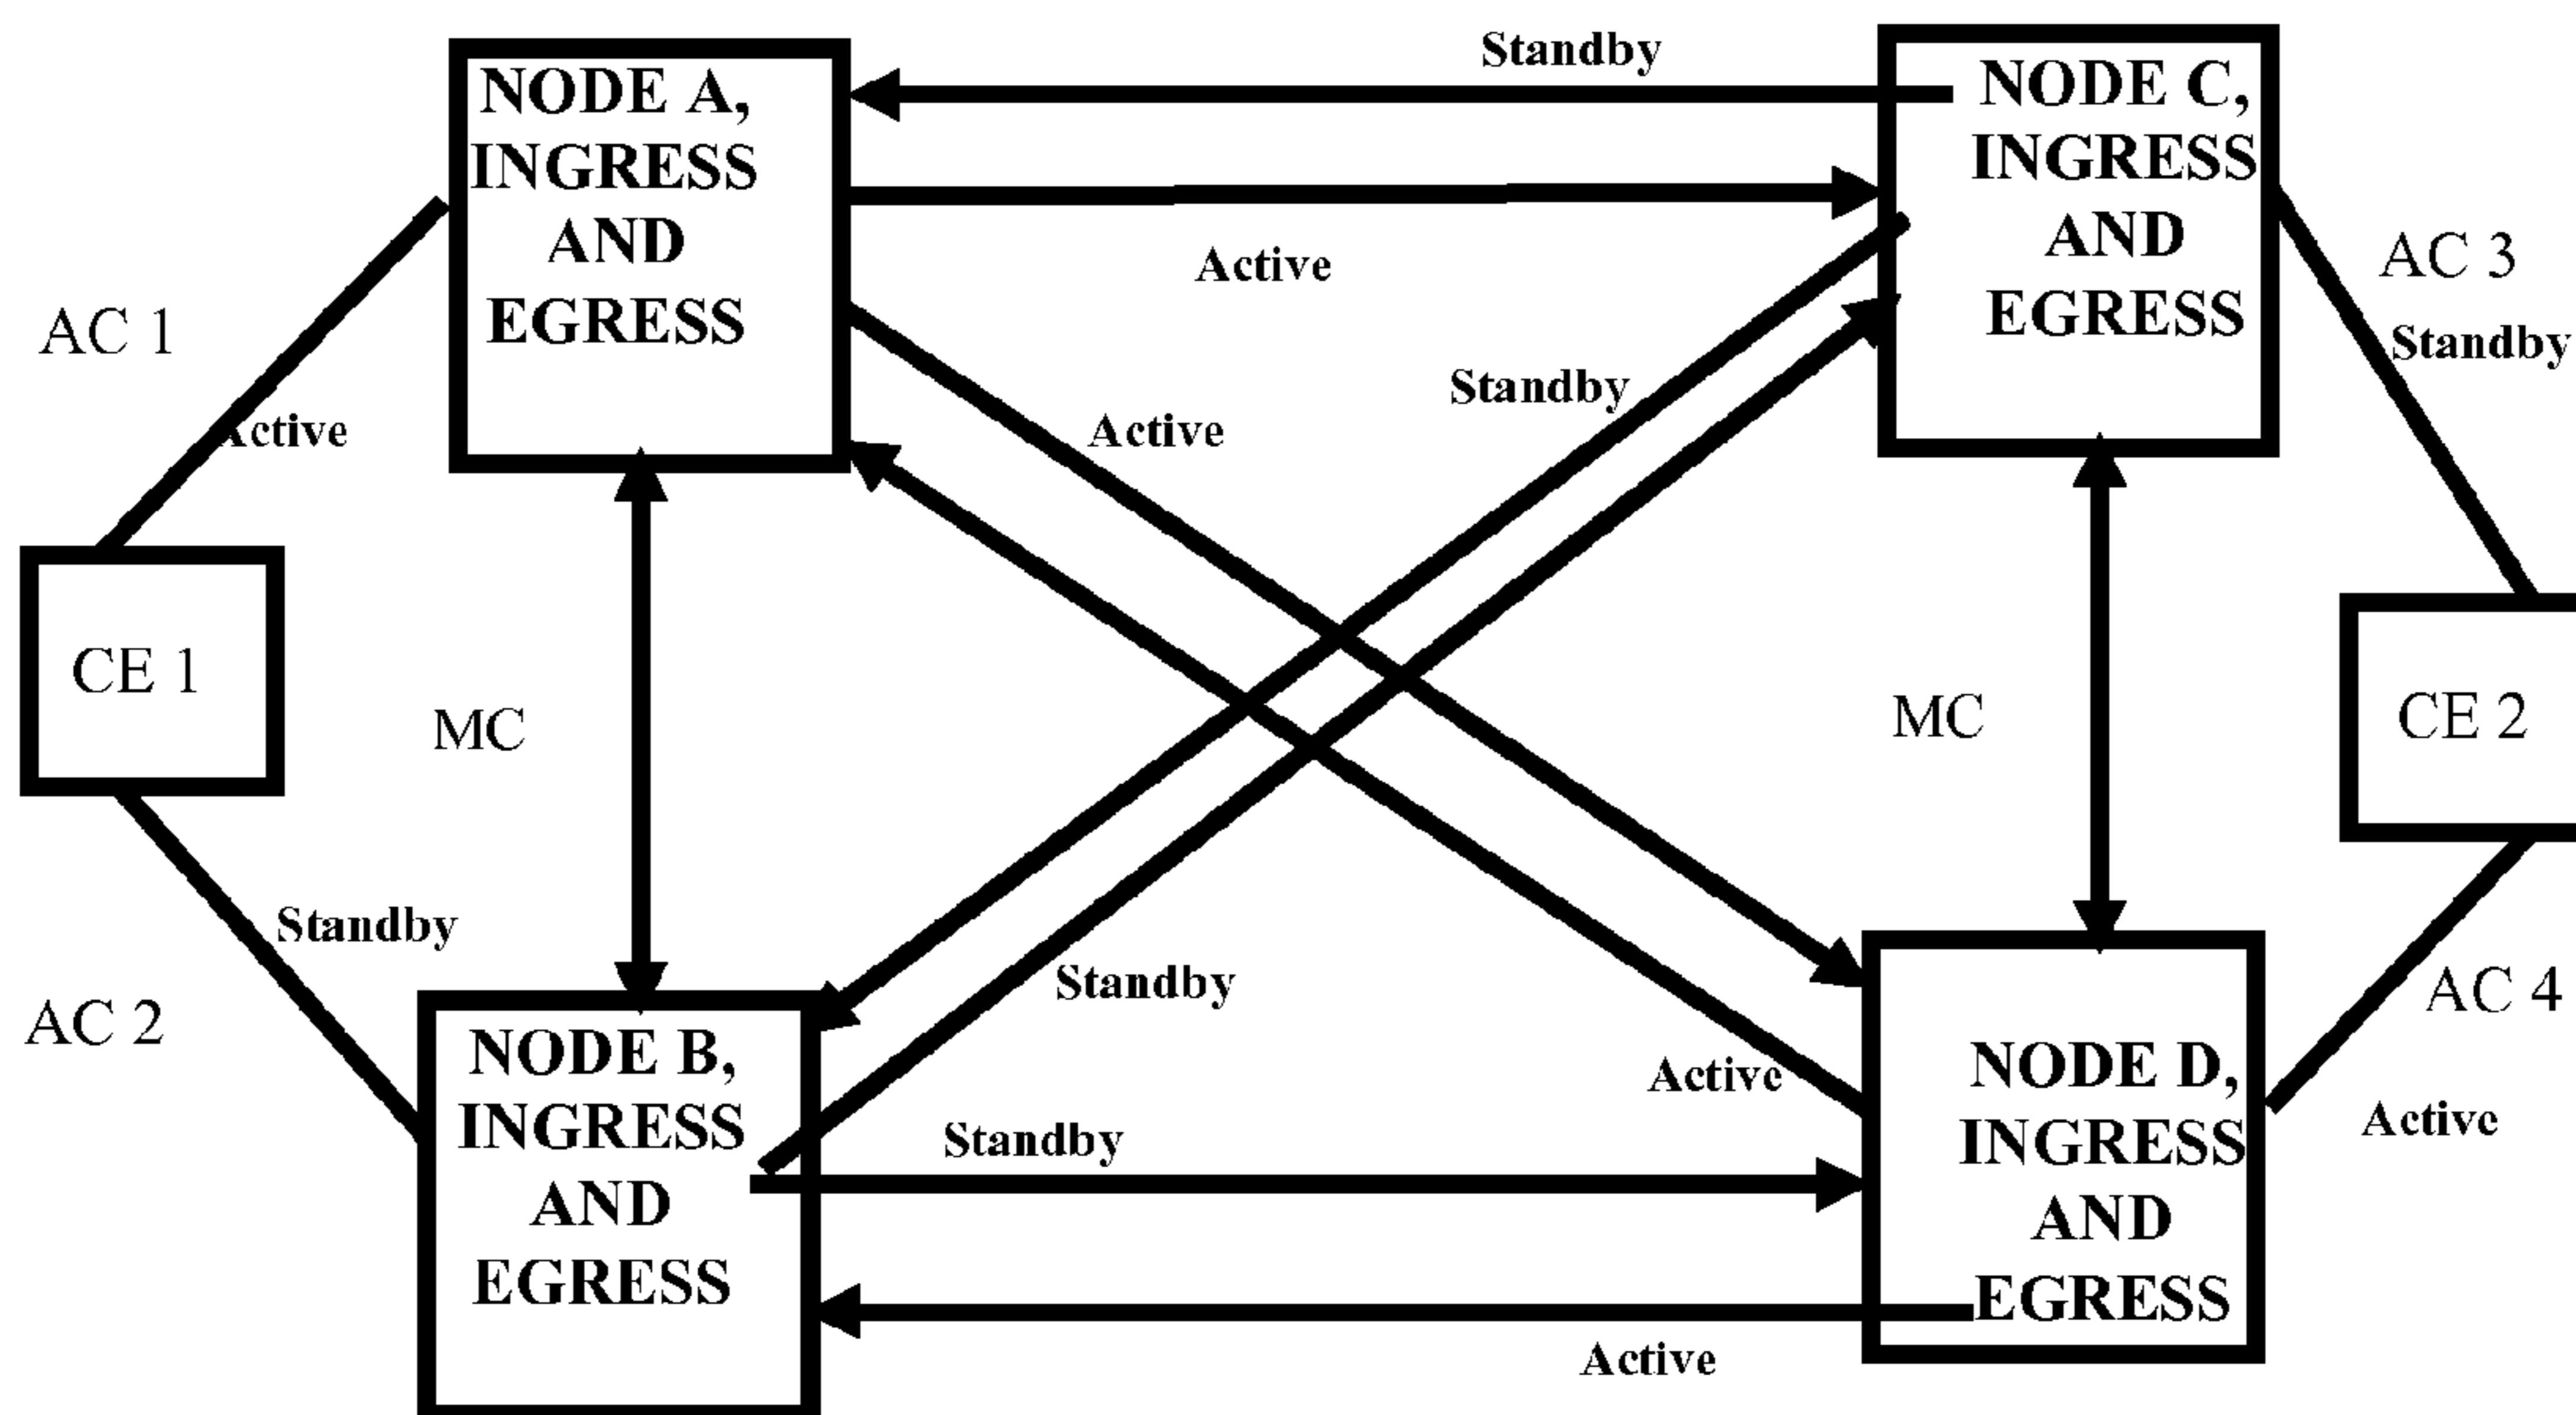 Standby
NODE A,
INGRESS
AND
EGRESS
NODE C,
INGRESS
AND
EGRESS
Active
AC 1
Active
Active
Standby
AC 3
Standby
CE 1
MC
MC
CE 2
Standby
AC 2
Standby
AC 4
NODE B,
INGRESS
AND
EGRESS
Standby
Active
NODE D,
INGRESS
AND
EGRESS
Active
Active